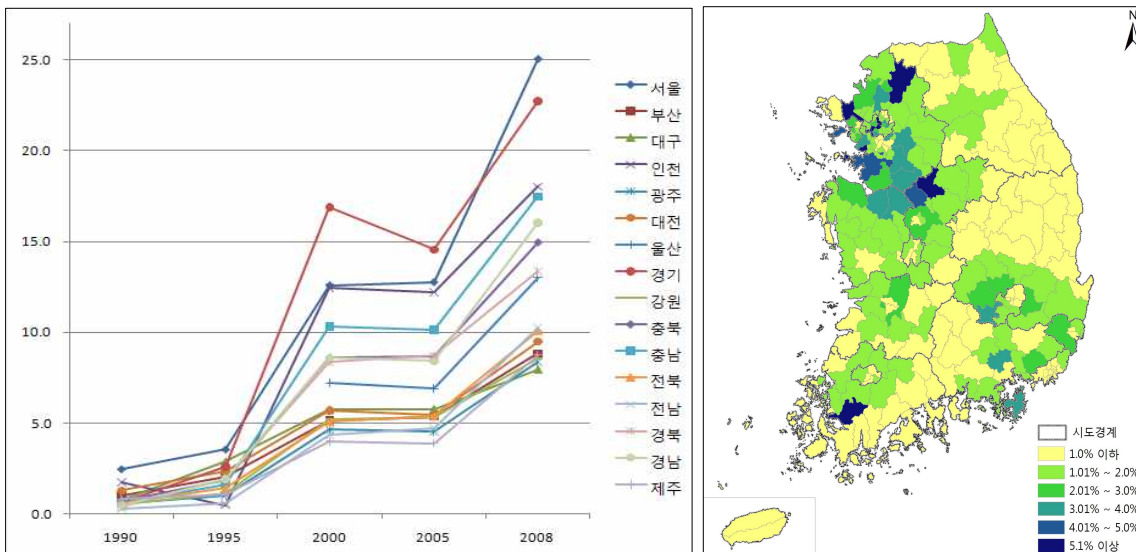 25.0
20.0
15.0
10.0
5.0
0.0
1990 1995 2000 2005 2008
서울
부산
대구
인천
광주
대전
울산
경기
강원
충북
충남
전북
전남
경북
경남
제주
N
시도경계
1.0% 이하
1.01% ~ 2.0%
2.01% ~ 3.0%
3.01% ~ 4.0%
4.01% ~ 5.0%
5.1% 이상